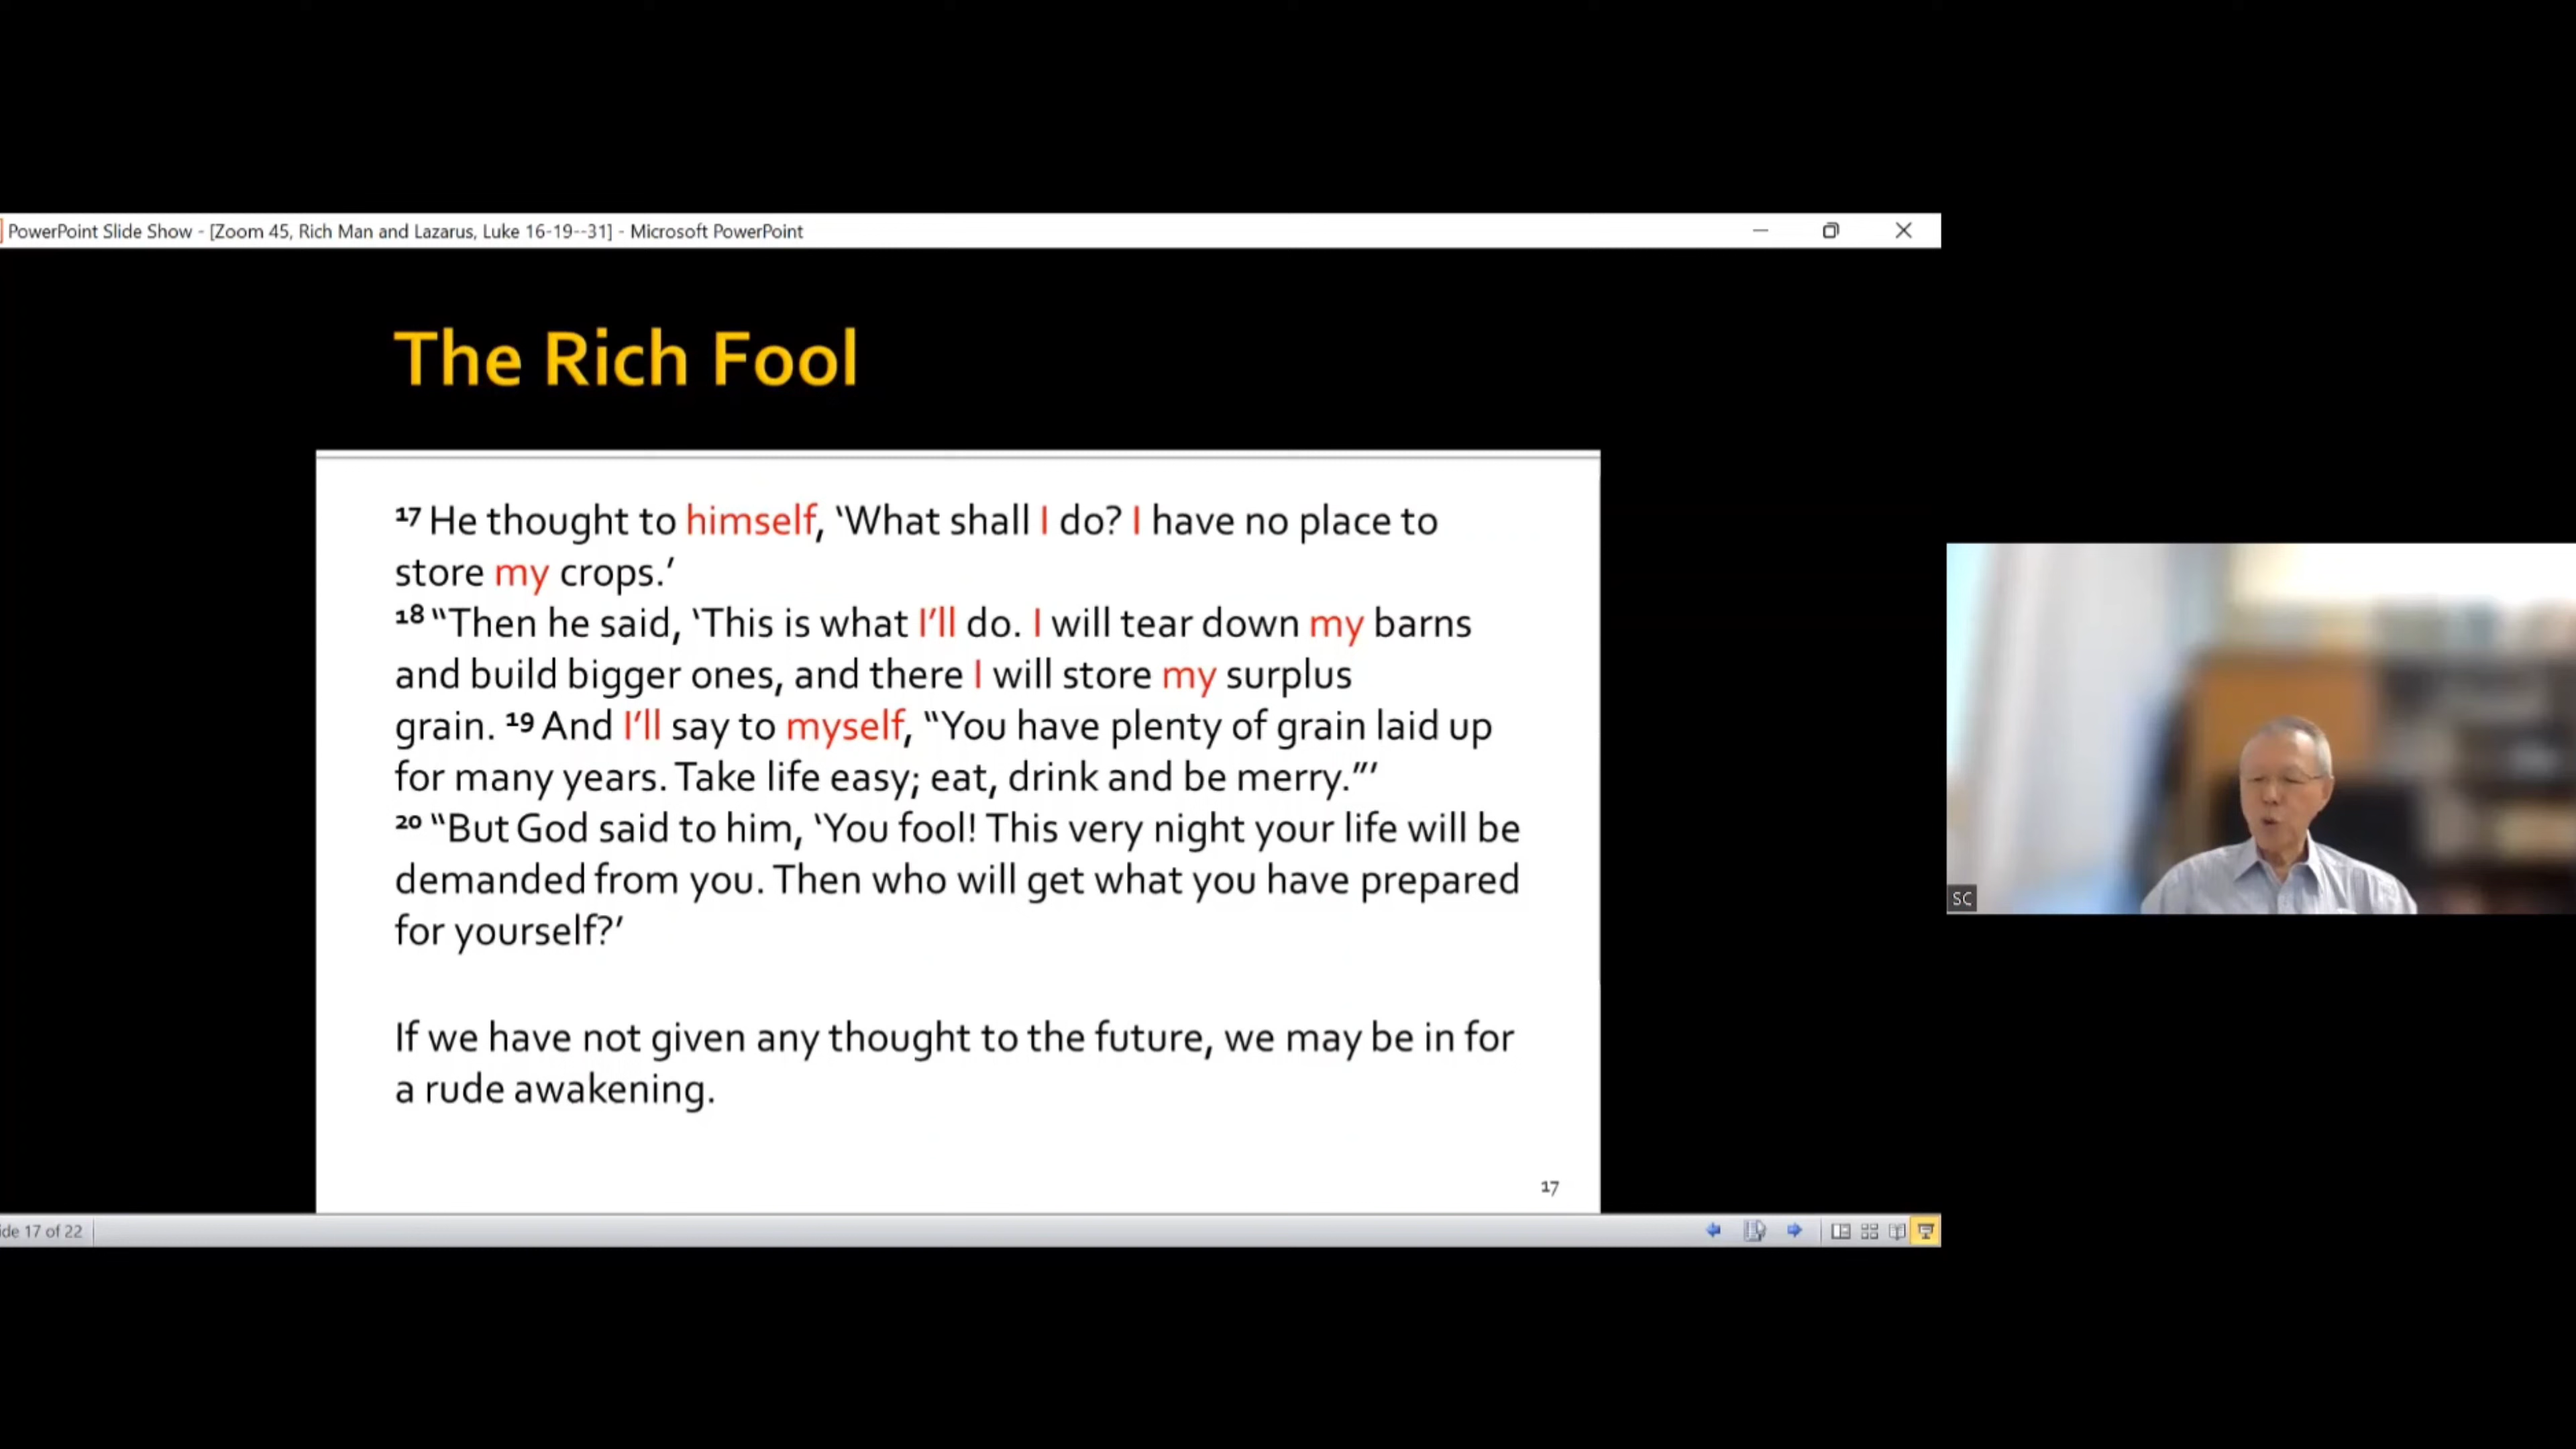 PowerPoint Slide Show - [Zoom 45, Rich Man and Lazarus, Luke 16-19--31] - Microsoft PowerPoint
The Rich Fool
17 He thought to himself, ‘What shall I do? I have no place to
store my crops.’
18 “Then he said, ‘This is what I’ll do. I will tear down my barns
and build bigger ones, and there I will store my surplus
grain. 19 And I’ll say to myself, “You have plenty of grain laid up
for many years. Take life easy; eat, drink and be merry.”’
20 “But God said to him, ‘You fool! This very night your life will be
demanded from you. Then who will get what you have prepared
for yourself?’
If we have not given any thought to the future, we may be in for
a rude awakening.
17
ide 17 of 22
SC